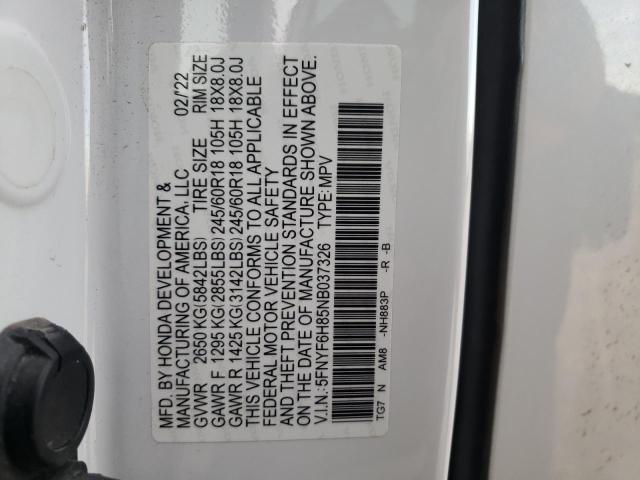 MFD. BY HONDA DEVELOPMENT &
MANUFACTURING OF AMERICA, LLC 02/'22
GVWR 2650 KG(5842LBS) TIRE SIZE RIM SIZE
GAWR F 1295 KG(2855LBS) 245/60R18 105H 18X8.0J
GAWR R 1425 KG(3142LBS) 245/60R18 105H 18X8.0J
THIS VEHICLE CONFORMS TO ALL APPLICABLE
FEDERAL MOTOR VEHICLE SAFETY
AND THEFT PREVENTION STANDARDS IN EFFECT
ON THE DATE OF MANUFACTURE SHOWN ABOVE.
V.I.N.:5FNYF6H85NB037326 TYPE: MPV
TG7 N AM8 -NH883P -R -B